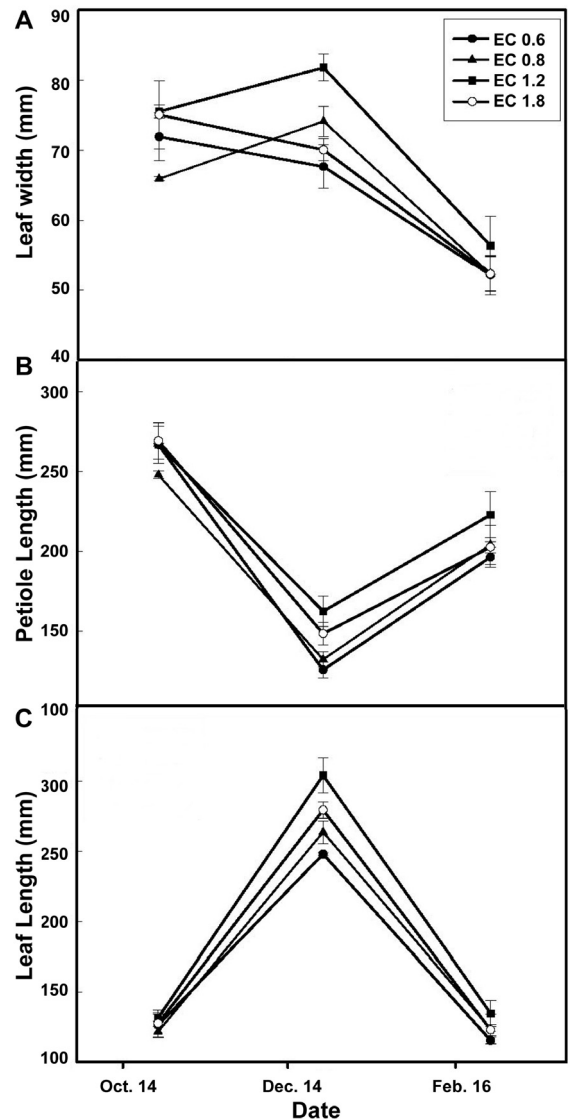 A
90
80
70
60
50
40
Leaf width (mm)
EC 0.6
EC 0.8
EC 1.2
EC 1.8
B
300
250
200
150
100
Petiole Length (mm)
C
300
250
200
150
100
Leaf Length (mm)
Oct. 14
Dec. 14
Feb. 16
Date